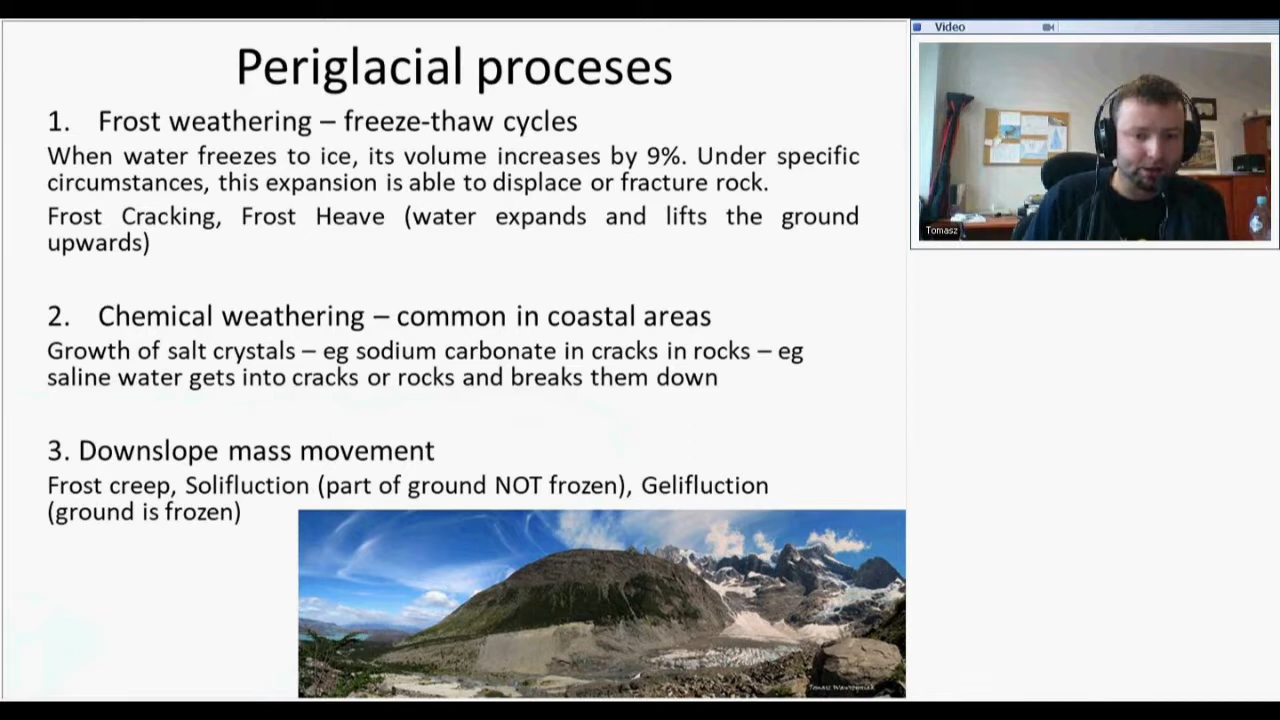 Periglacial proceses
1. Frost weathering – freeze-thaw cycles
When water freezes to ice, its volume increases by 9%. Under specific
circumstances, this expansion is able to displace or fracture rock.
Frost Cracking, Frost Heave (water expands and lifts the ground
upwards)
2. Chemical weathering – common in coastal areas
Growth of salt crystals – eg sodium carbonate in cracks in rocks – eg
saline water gets into cracks or rocks and breaks them down
3. Downslope mass movement
Frost creep, Solifluction (part of ground NOT frozen), Gelifluction
(ground is frozen)
Video
Tomasz